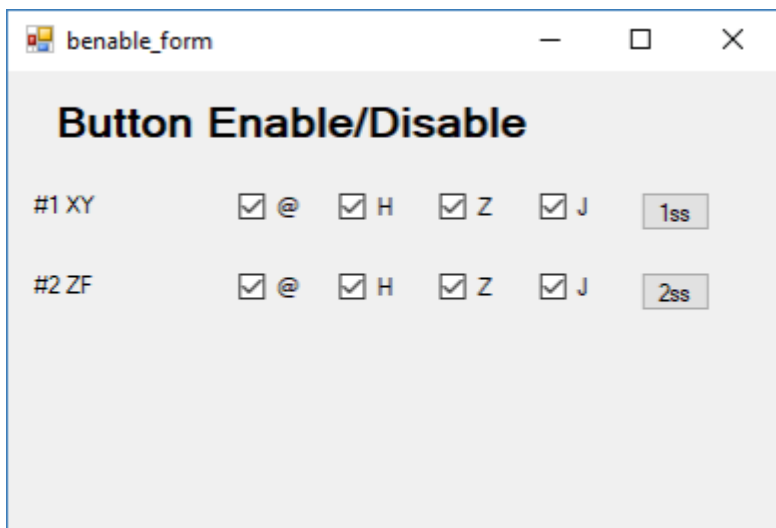 benable_form
Button Enable/Disable
#1 XY @ H Z J 1ss
#2 ZF @ H Z J 2ss